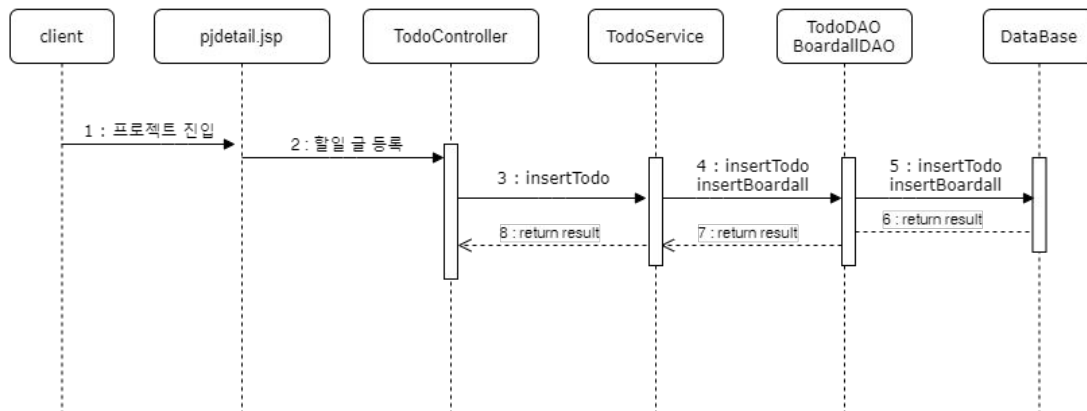 client
pjdetail.jsp
TodoController
TodoService
TodoDAO
BoardallDAO
DataBase
1 : 프로젝트 진입
2 : 할일 글 등록
3 : insertTodo
4 : insertTodo
insertBoardall
5 : insertTodo
insertBoardall
6 : return result
7 : return result
8 : return result